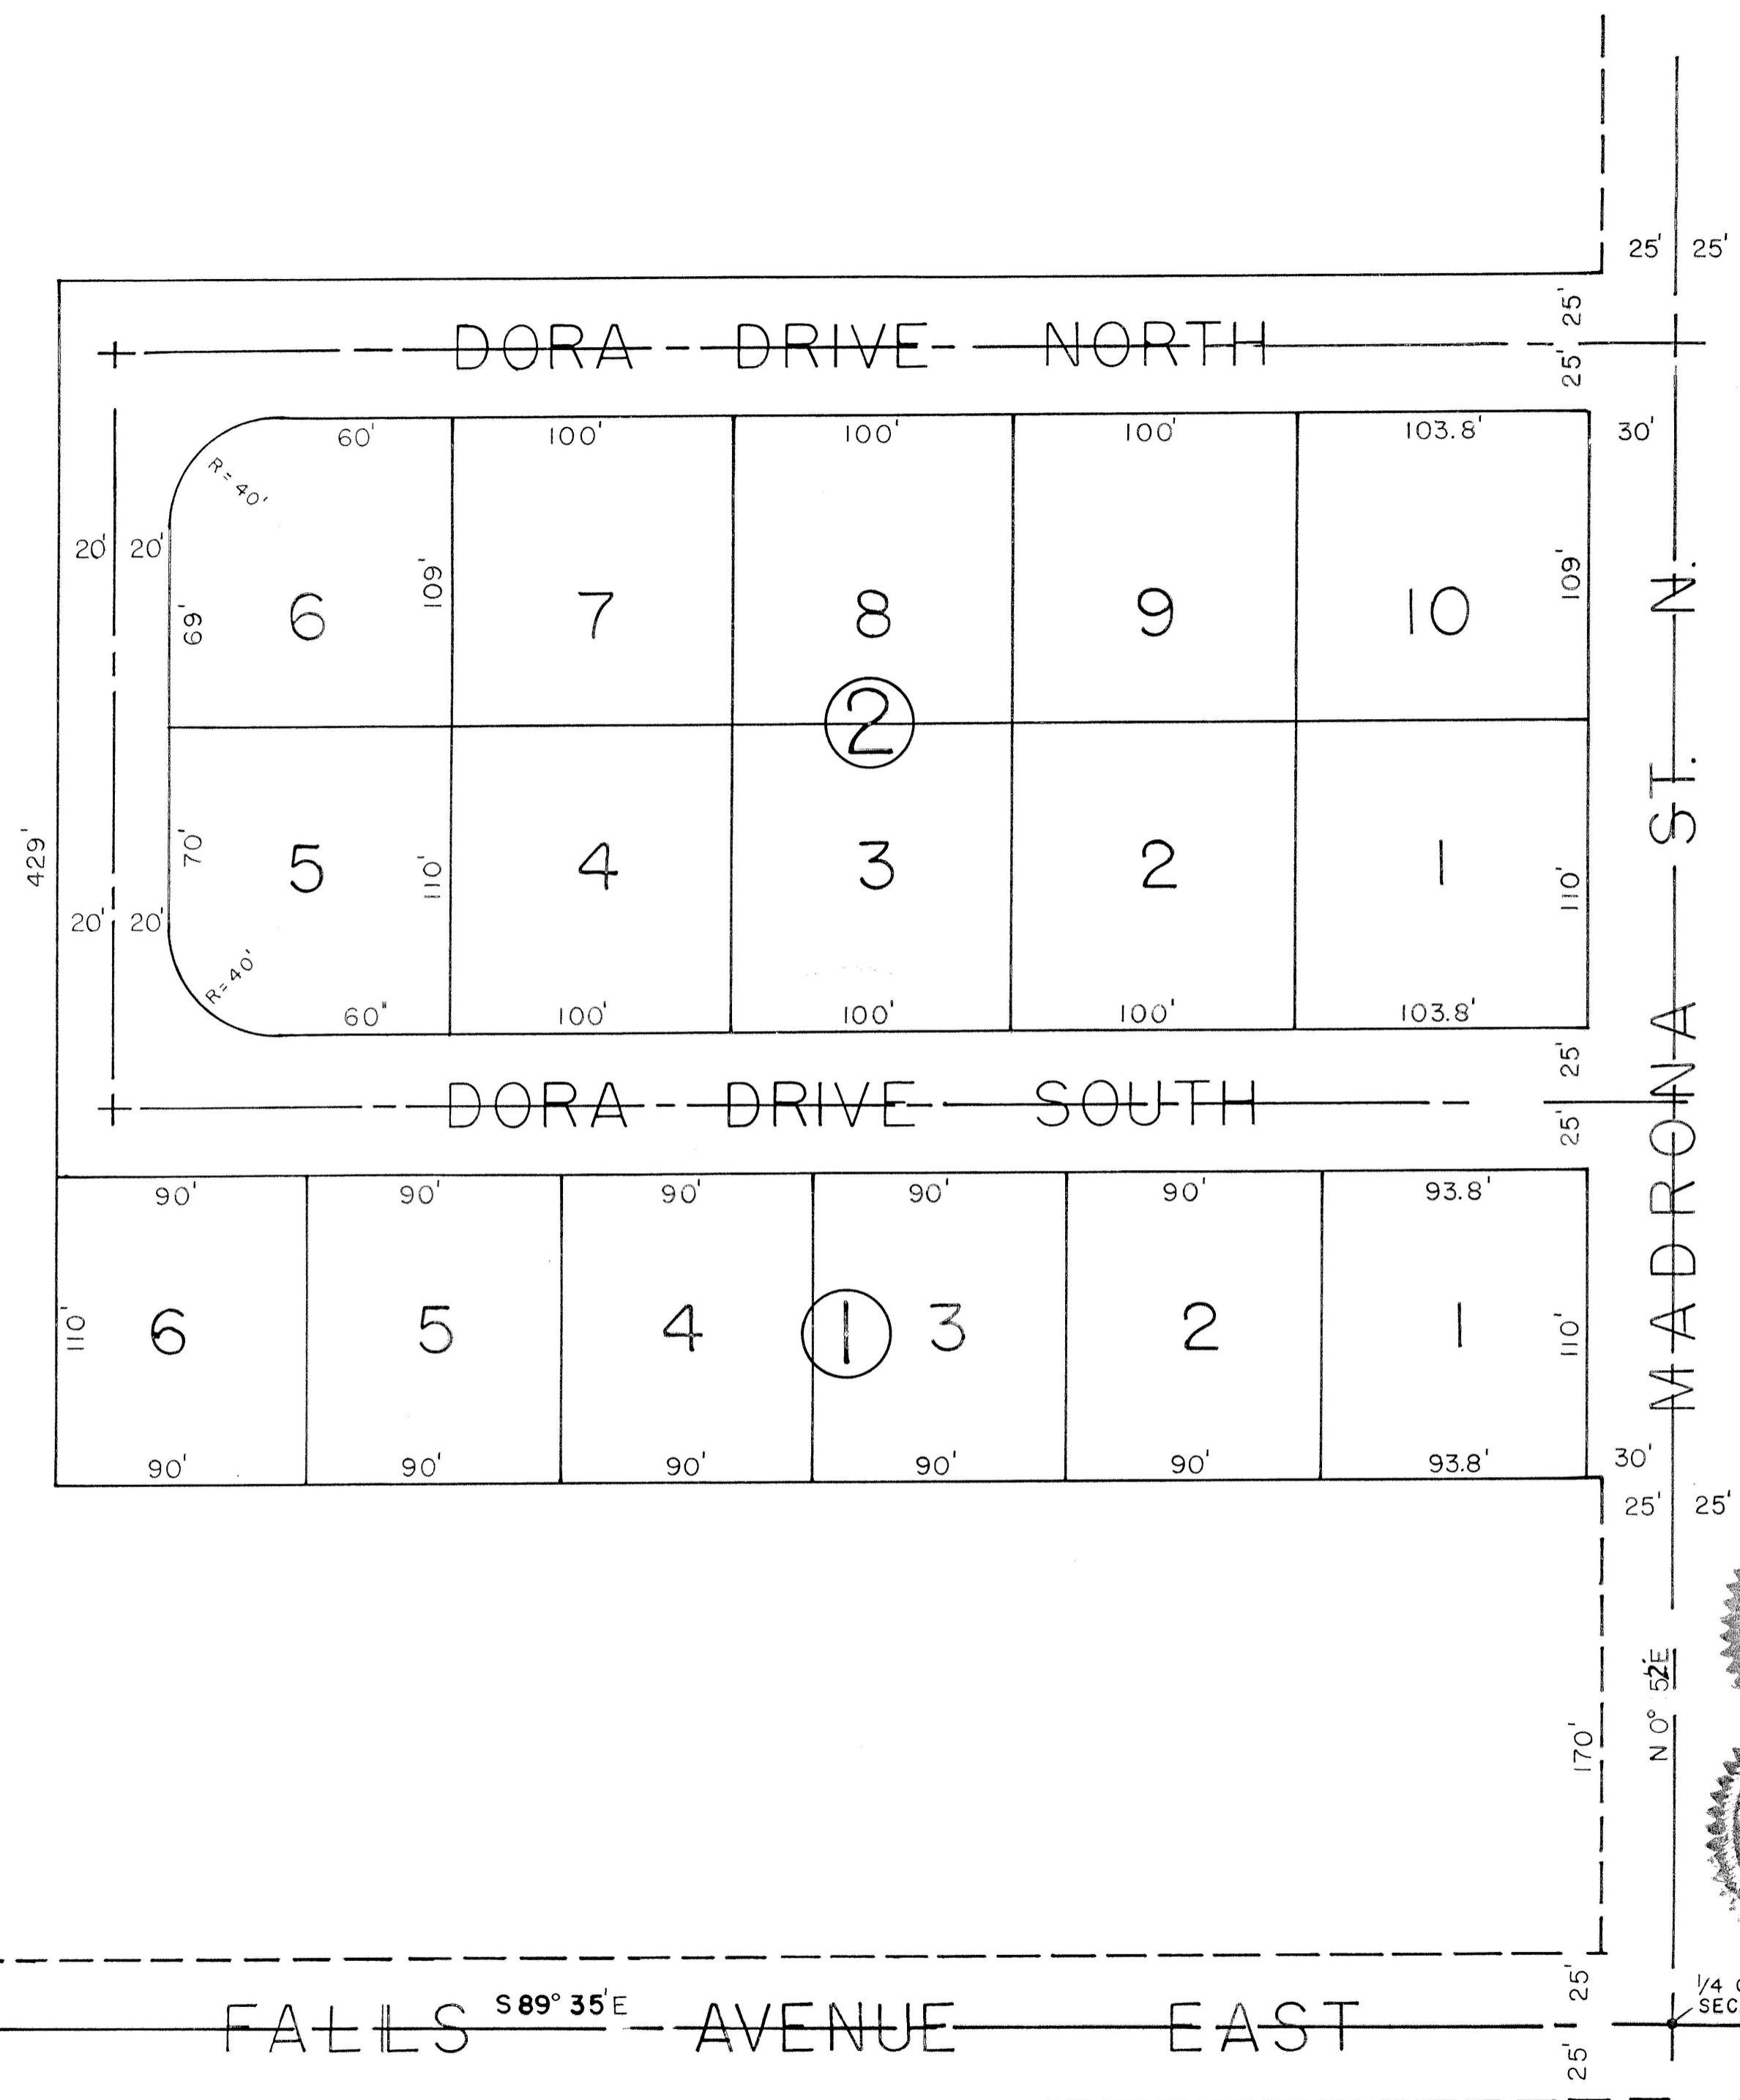 25' 25'
25'
DORA DRIVE NORTH
25'
60' 100' 100' 100' 103.8' 30'
R = 40'
20' 20' 109' 109'
69' 6 7 8 9 10
2
429' 70' 5 110' 4 3 2 1 110'
20' 20'
R = 40'
60" 100' 100' 100' 103.8'
25'
DORA DRIVE SOUTH
25'
90' 90' 90' 90' 90' 93.8'
110' 6 5 4 1 3 2 1 110'
90' 90' 90' 90' 90' 93.8' 30'
25' 25'
MADRONA ST. N.
N 0° 52'E
170'
25'
1/4
SEC.
FALLS S 89° 35' E AVENUE EAST
25'